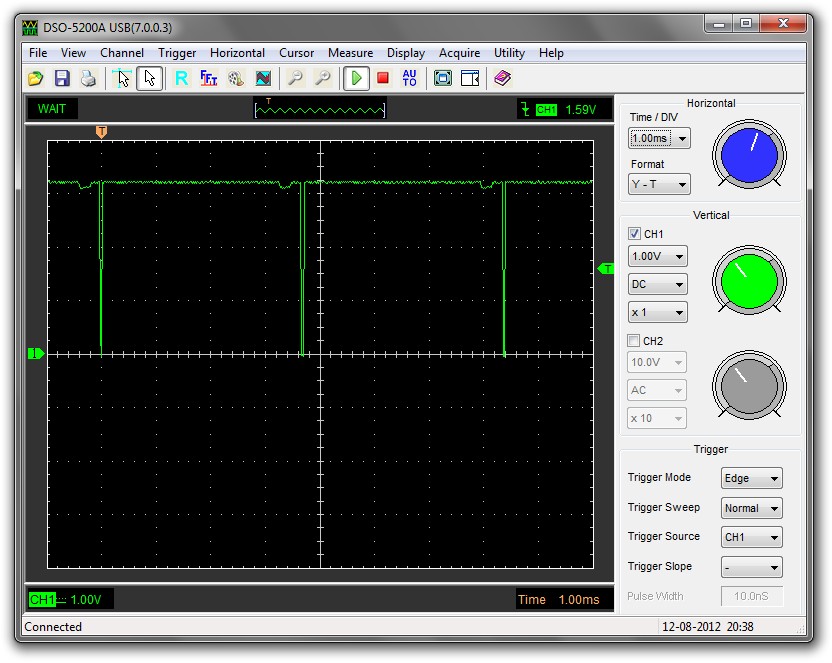 DSO-5200A USB(7.0.0.3)
File View Channel Trigger Horizontal Cursor Measure Display Acquire Utility Help
R FFT AUTO
WAIT T CH1 1.59V
T
T
1
CH1 1.00V Time 1.00ms
Horizontal
Time / DIV
1.00ms
Format
Y - T
Vertical
CH1
1.00V
DC
x 1
CH2
10.0V
AC
x 10
Trigger
Trigger Mode Edge
Trigger Sweep Normal
Trigger Source CH1
Trigger Slope -
Pulse Width 10.0nS
Connected 12-08-2012 20:38